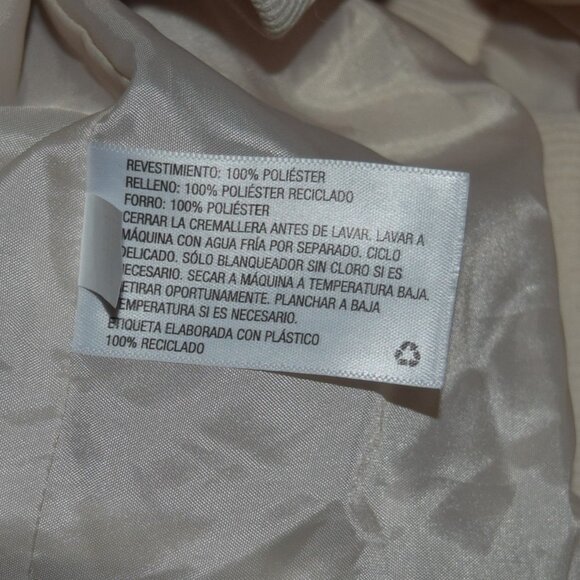 REVESTIMIENTO: 100% POLIÉSTER
RELLENO: 100% POLIÉSTER RECICLADO
FORRO: 100% POLIÉSTER
CERRAR LA CREMALLERA ANTES DE LAVAR. LAVAR A
MÁQUINA CON AGUA FRÍA POR SEPARADO. CICLO
DELICADO. SÓLO BLANQUEADOR SIN CLORO SI ES
NECESARIO. SECAR A MÁQUINA A TEMPERATURA BAJA.
RETIRAR OPORTUNAMENTE. PLANCHAR A BAJA
TEMPERATURA SI ES NECESARIO.
ETIQUETA ELABORADA CON PLÁSTICO
100% RECICLADO